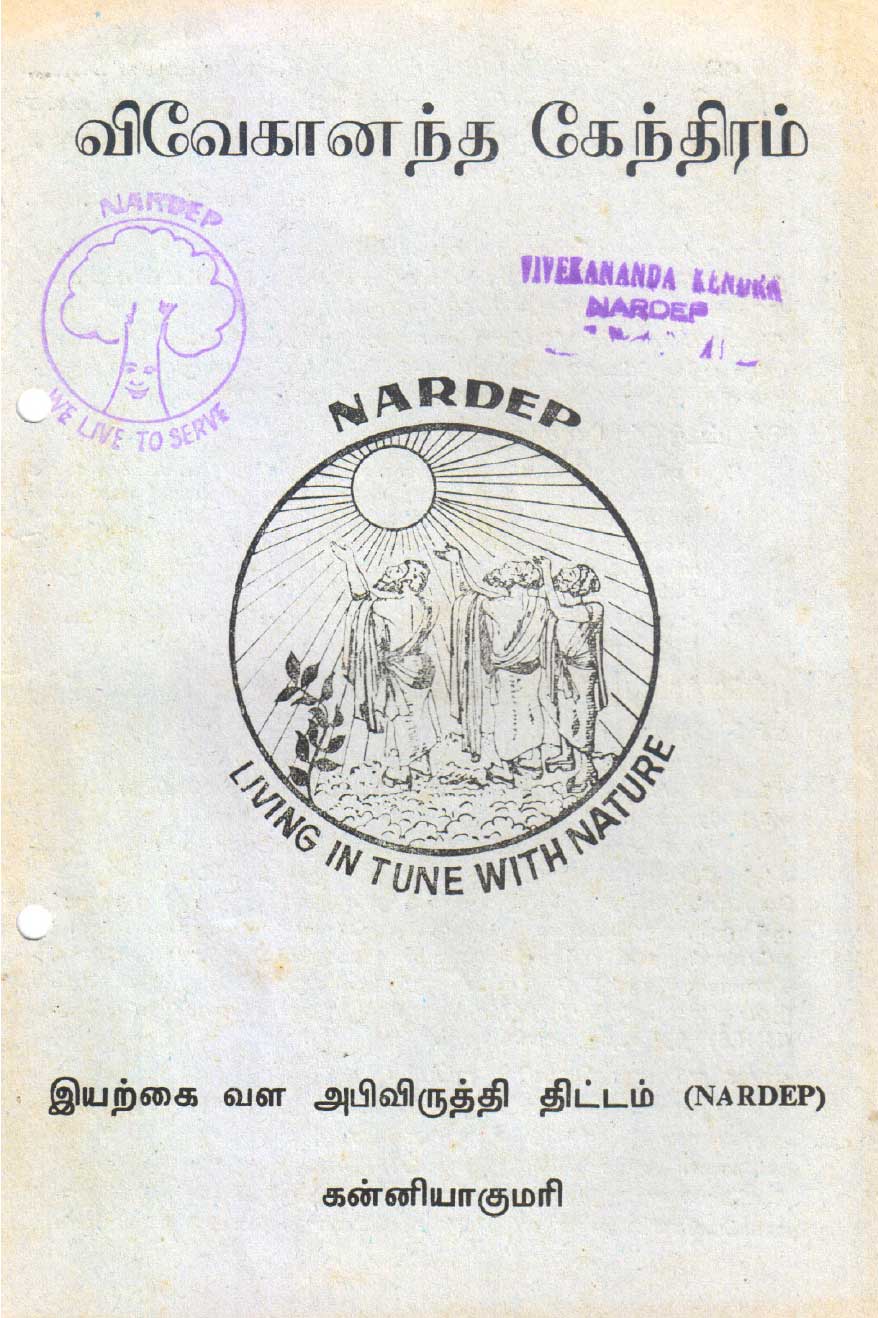 விவேகானந்த கேந்திரம்
NARDEP
WE LIVE TO SERVE
VIVEKANANDA KENDRA
NARDEP
NARDEP
LIVING IN TUNE WITH NATURE
இயற்கை வள அபிவிருத்தி திட்டம் (NARDEP)
கன்னியாகுமரி